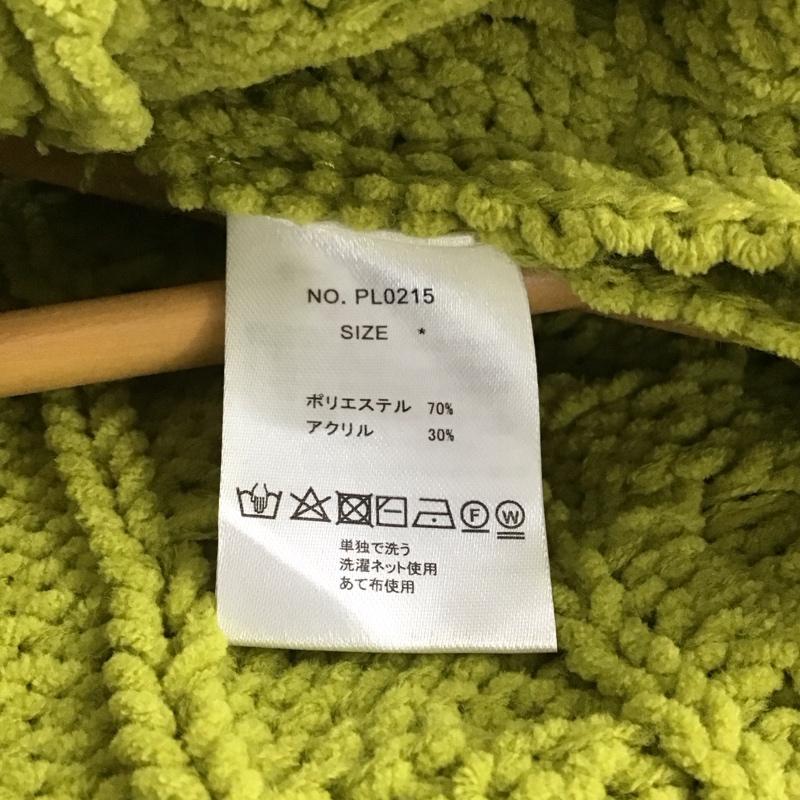 NO. PL0215
SIZE *
ポリエステル 70%
アクリル 30%
F W
単独で洗う
洗濯ネット使用
あて布使用